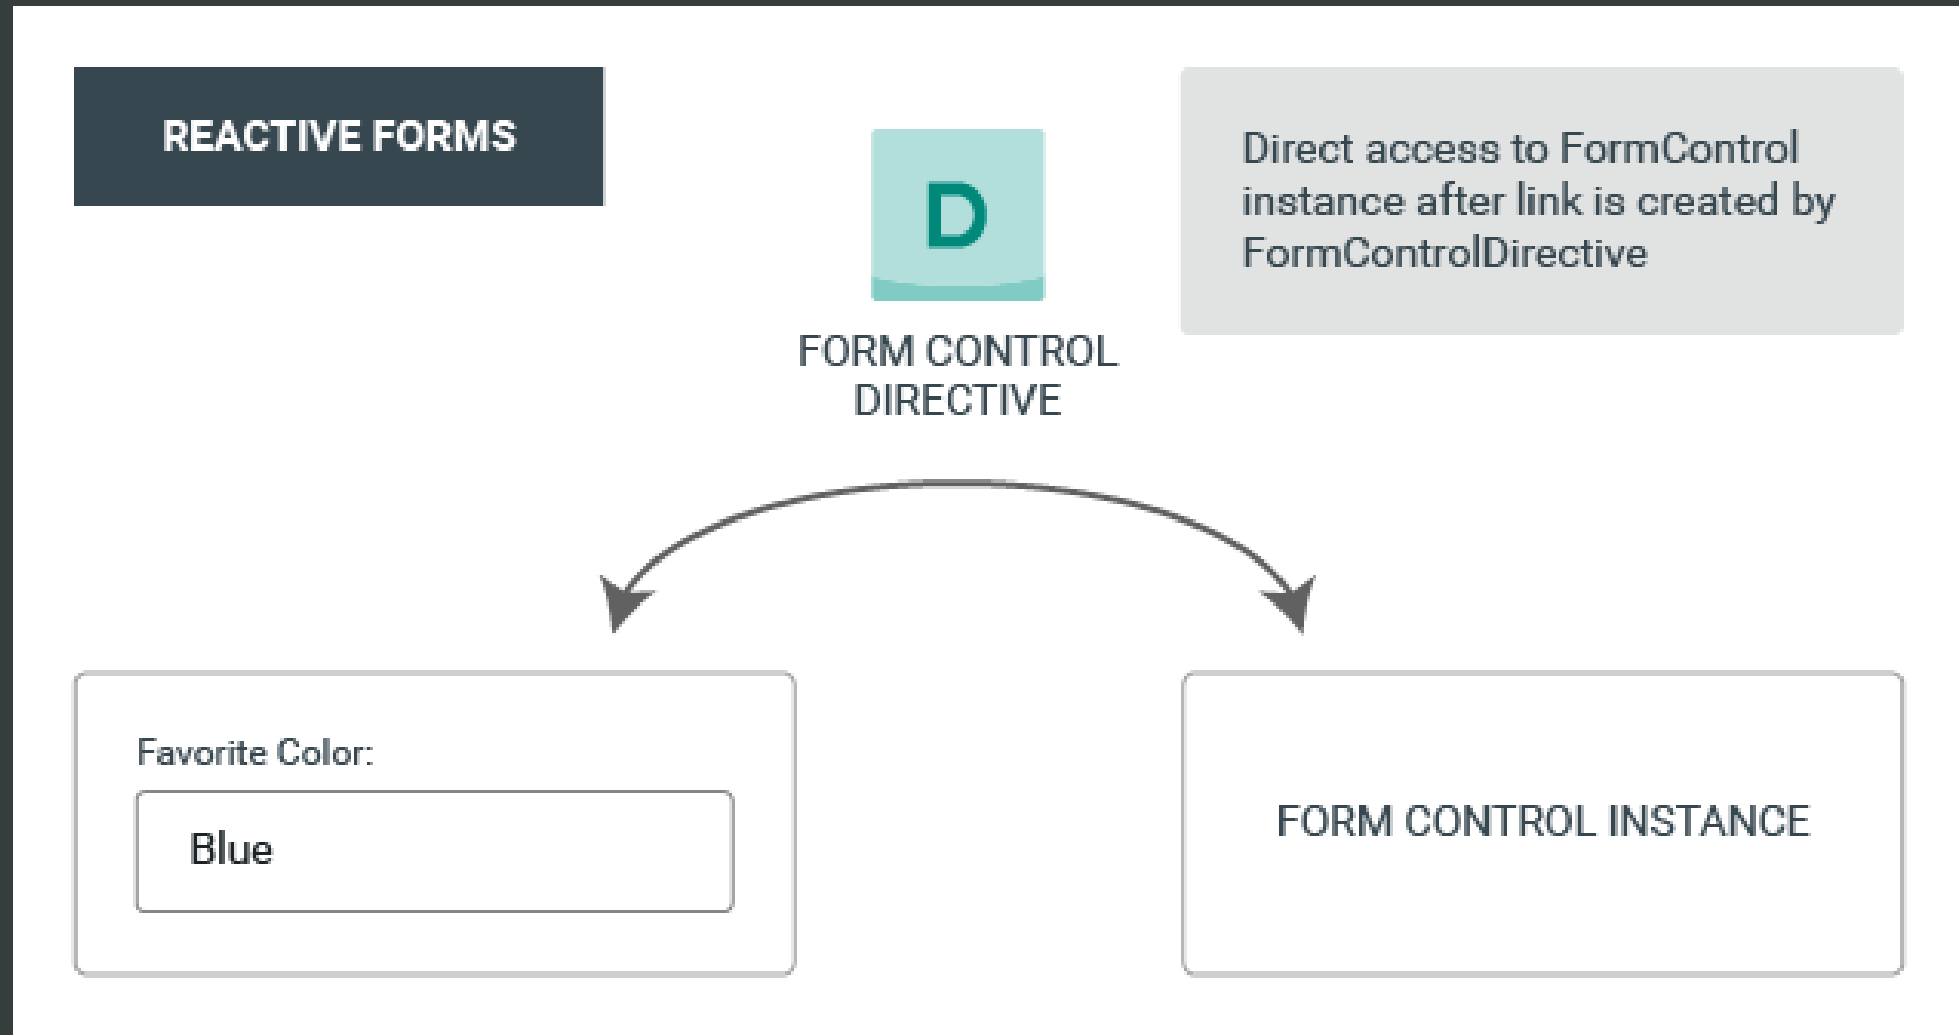 REACTIVE FORMS
D
FORM CONTROL
DIRECTIVE
Direct access to FormControl
instance after link is created by
FormControlDirective
Favorite Color:
Blue
FORM CONTROL INSTANCE